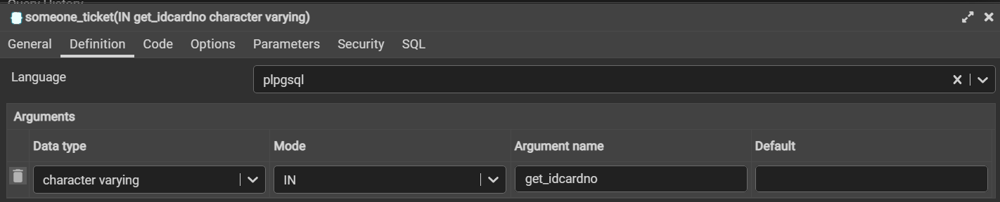 someone_ticket(IN get_idcardno character varying)
General Definition Code Options Parameters Security SQL
Language plpgsql
Arguments
Data type Mode Argument name Default
character varying IN get_idcardno